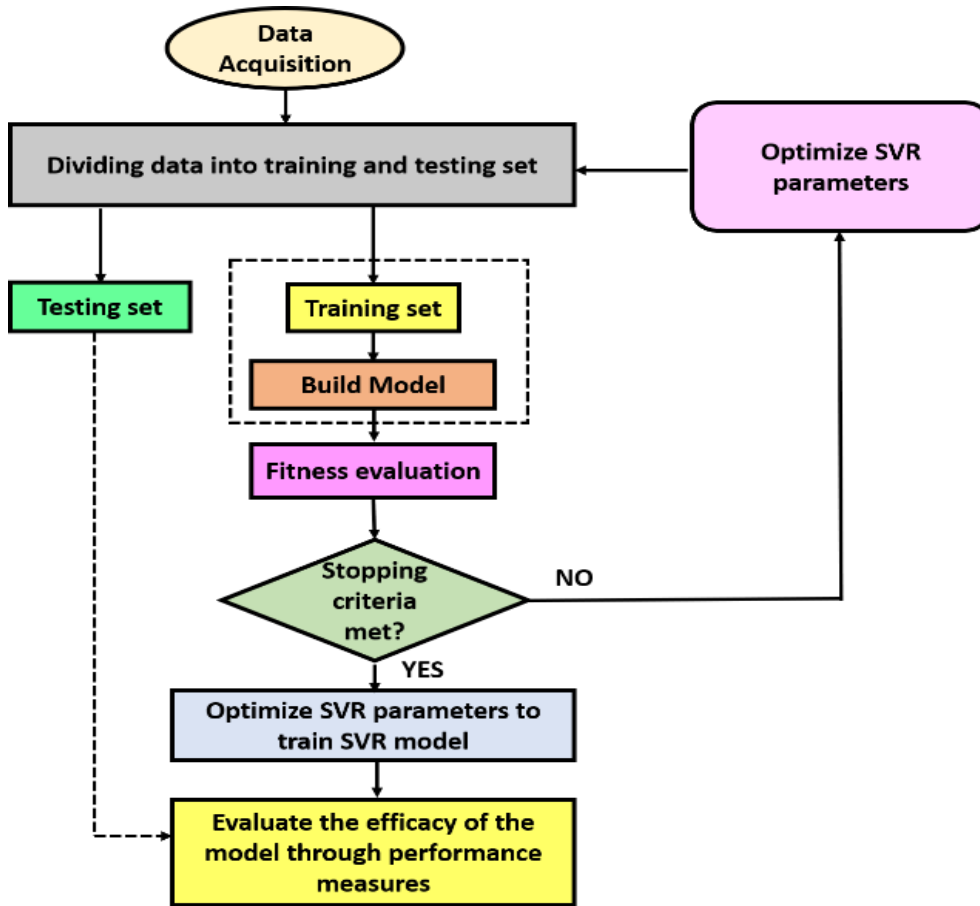 Data
Acquisition
Dividing data into training and testing set
Optimize SVR
parameters
Testing set
Training set
Build Model
Fitness evaluation
Stopping
criteria
met?
NO
YES
Optimize SVR parameters to
train SVR model
Evaluate the efficacy of the
model through performance
measures